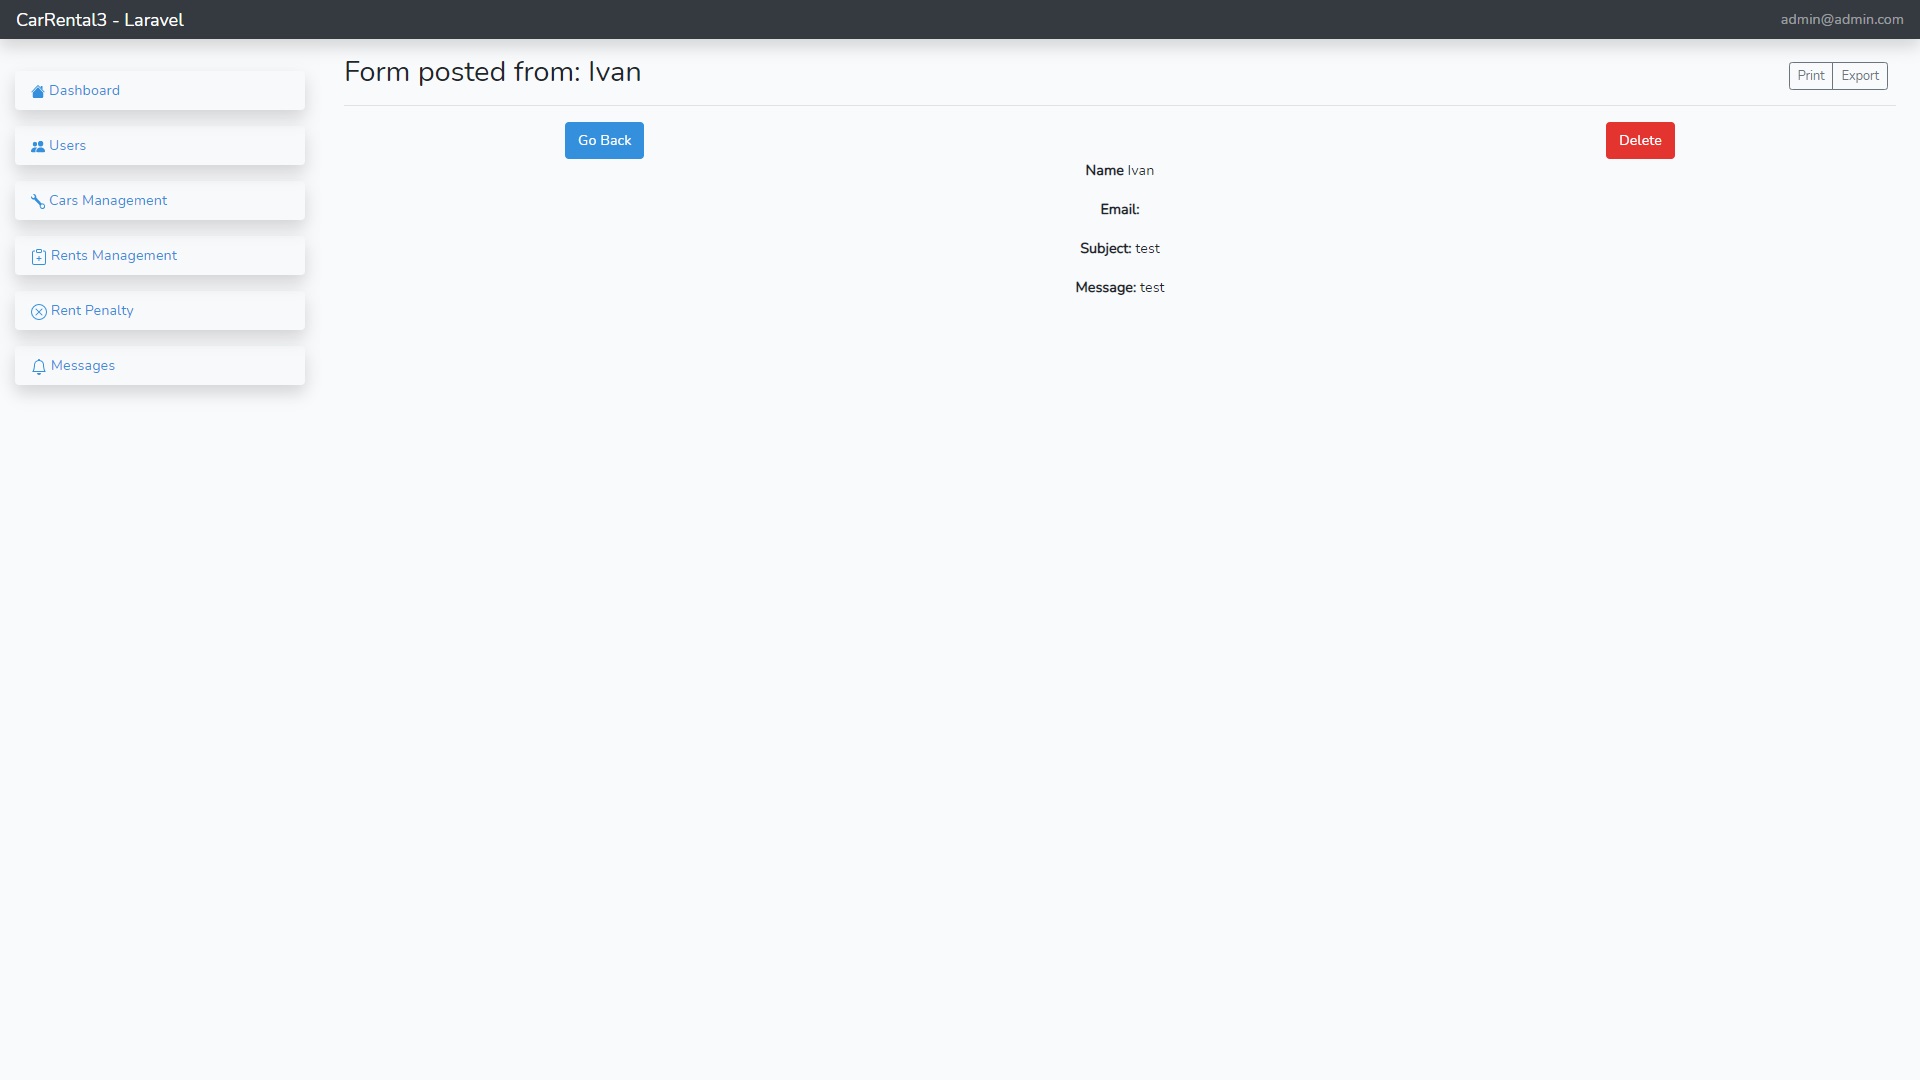 CarRental3 - Laravel
admin@admin.com
Dashboard
Users
Cars Management
Rents Management
Rent Penalty
Messages
Form posted from: Ivan
Print
Export
Go Back
Delete
Name Ivan
Email:
Subject: test
Message: test